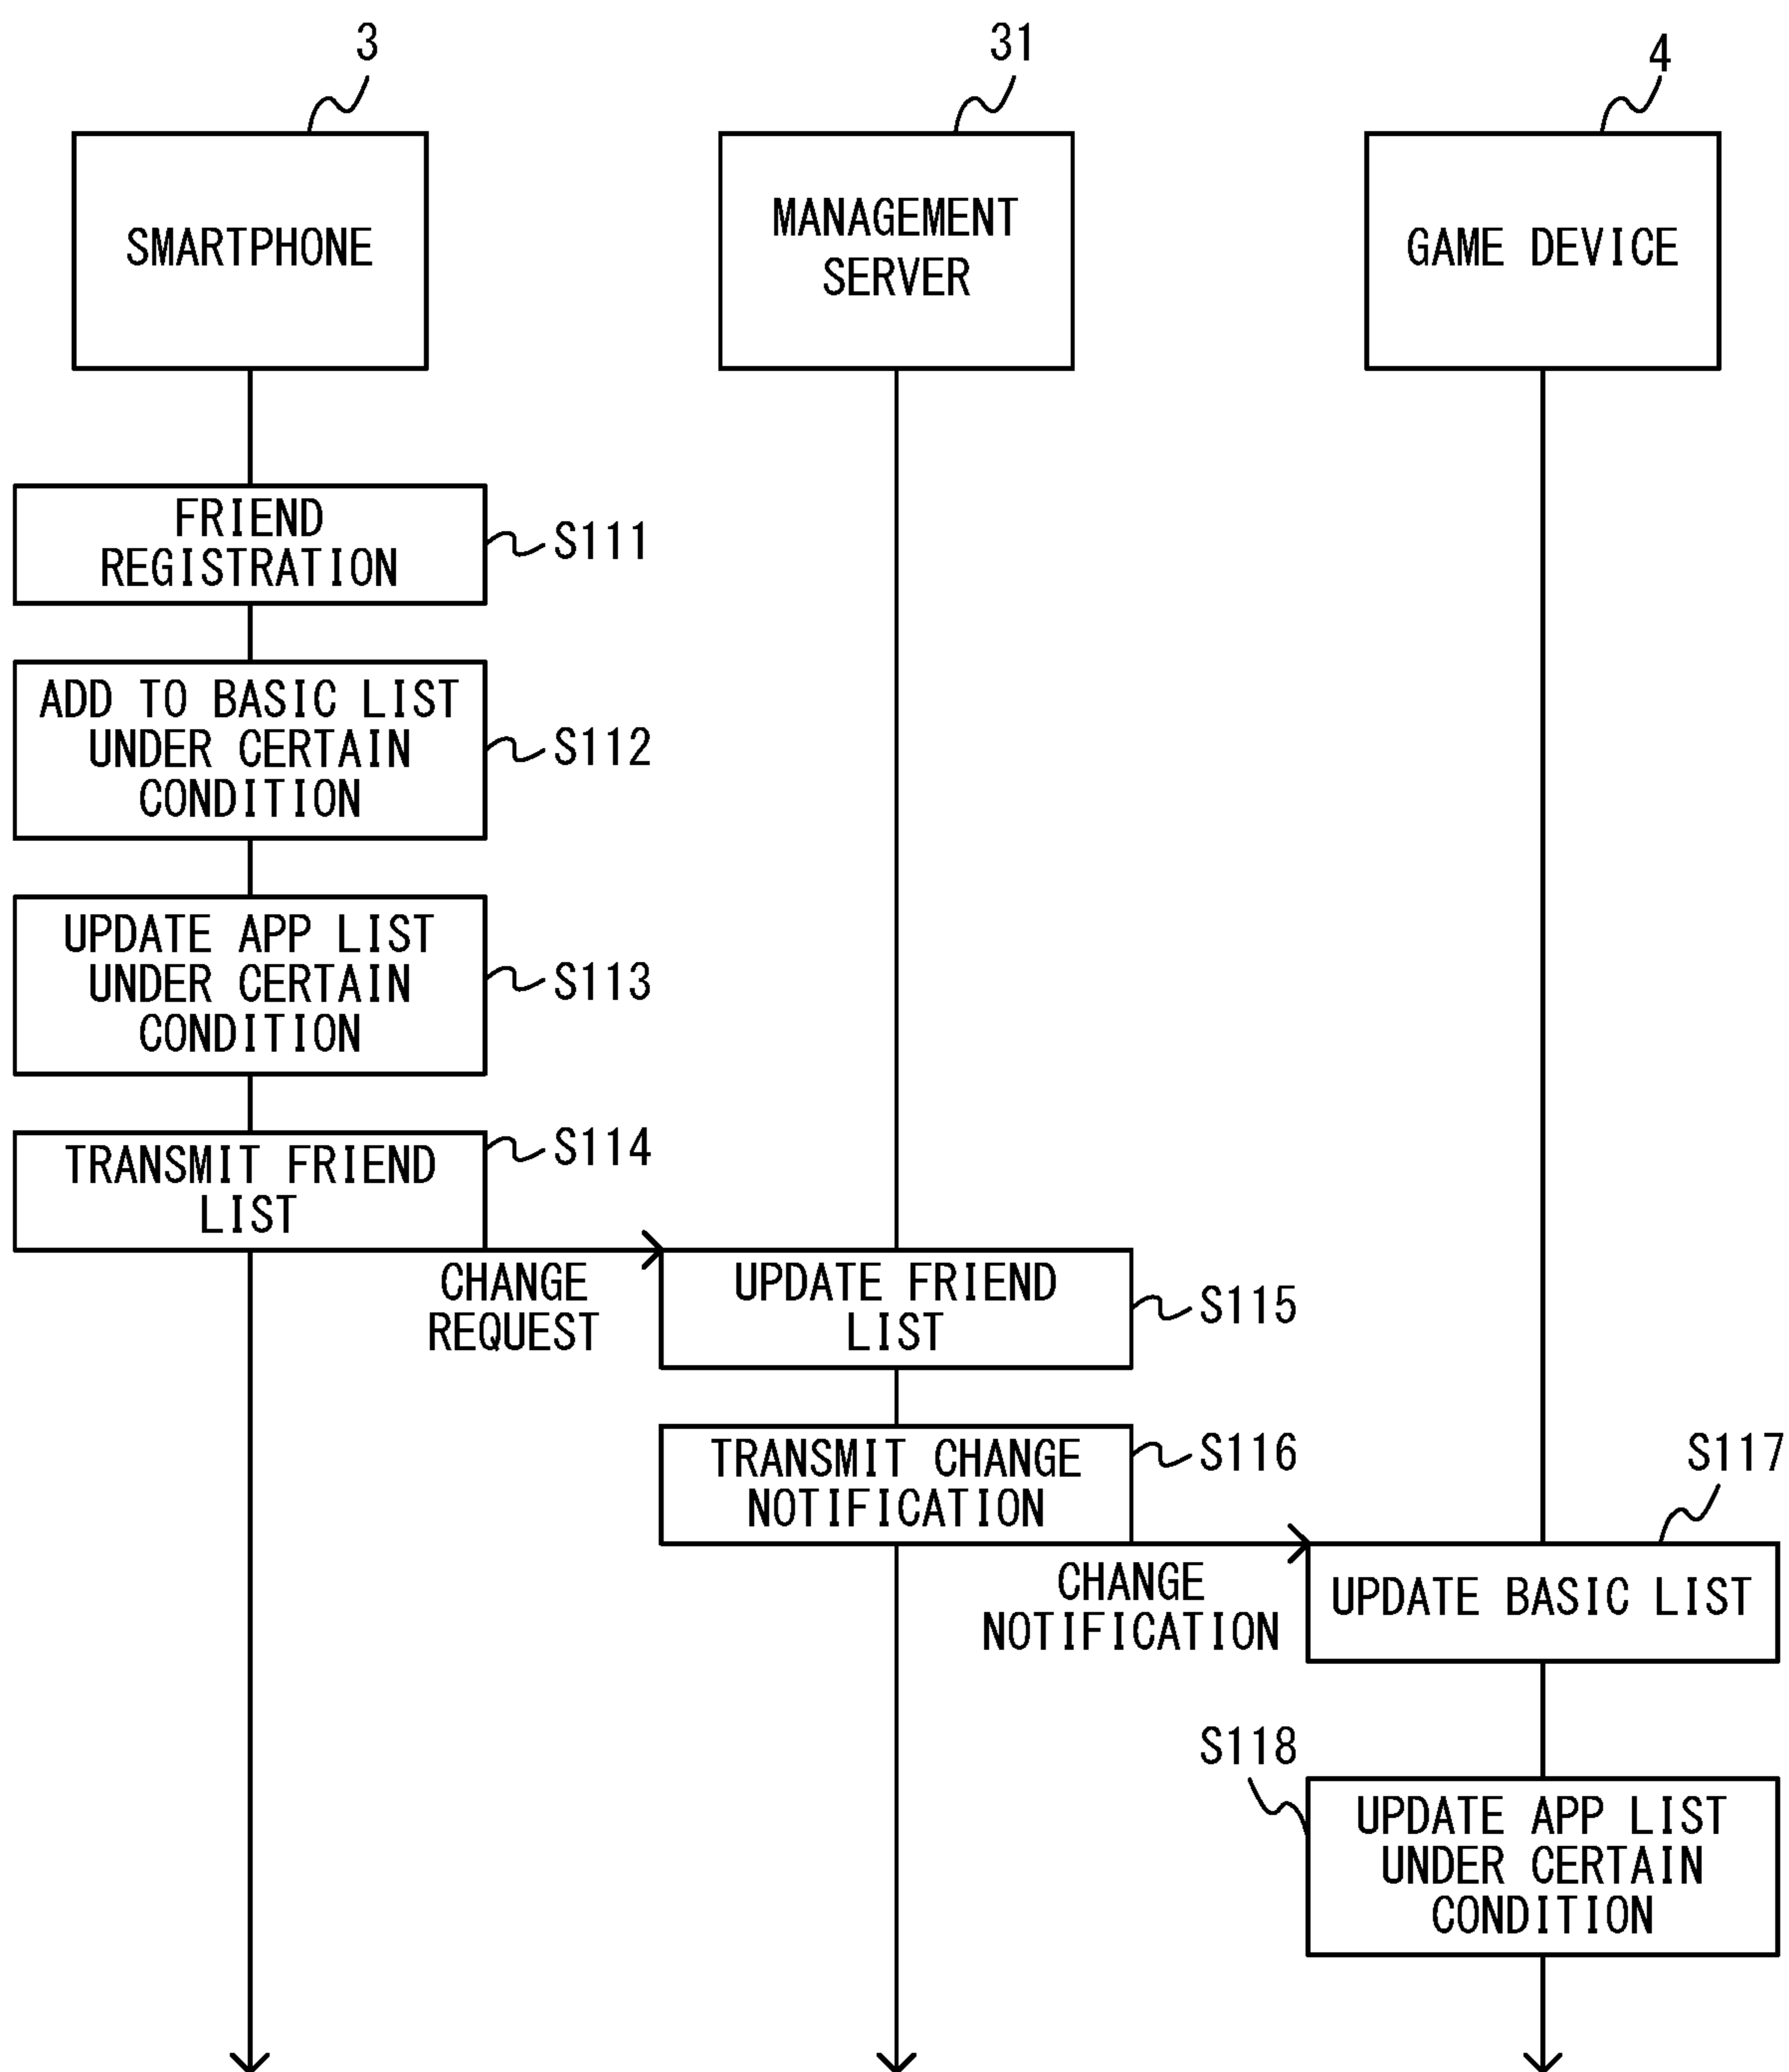 3
31
4
SMARTPHONE
MANAGEMENT
SERVER
GAME DEVICE
FRIEND
REGISTRATION
S111
ADD TO BASIC LIST
UNDER CERTAIN
CONDITION
S112
UPDATE APP LIST
UNDER CERTAIN
CONDITION
S113
TRANSMIT FRIEND
LIST
S114
CHANGE
REQUEST
UPDATE FRIEND
LIST
S115
TRANSMIT CHANGE
NOTIFICATION
S116
S117
CHANGE
NOTIFICATION
UPDATE BASIC LIST
S118
UPDATE APP LIST
UNDER CERTAIN
CONDITION